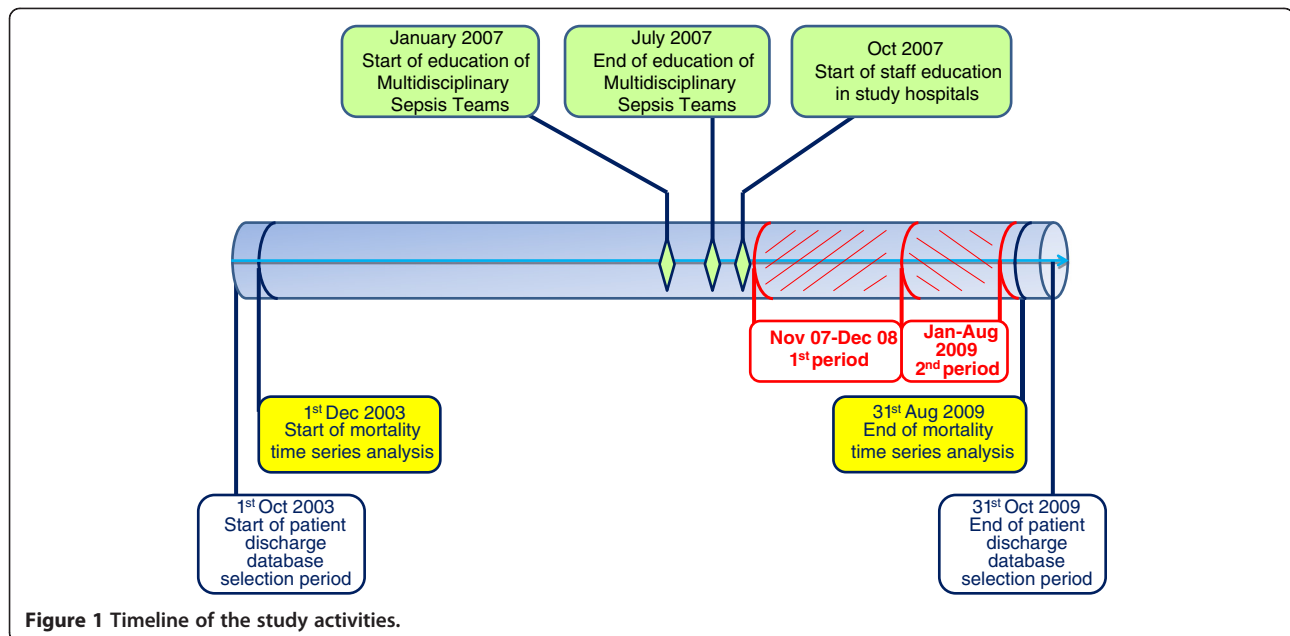 January 2007
Start of education of
Multidisciplinary
Sepsis Teams
July 2007
End of education of
Multidisciplinary
Sepsis Teams
Oct 2007
Start of staff education
in study hospitals
Nov 07-Dec 08
1st period
Jan-Aug
2009
2nd period
1st Dec 2003
Start of mortality
time series analysis
31st Aug 2009
End of mortality
time series analysis
1st Oct 2003
Start of patient
discharge
database
selection period
31st Oct 2009
End of patient
discharge
database
selection period
Figure 1 Timeline of the study activities.